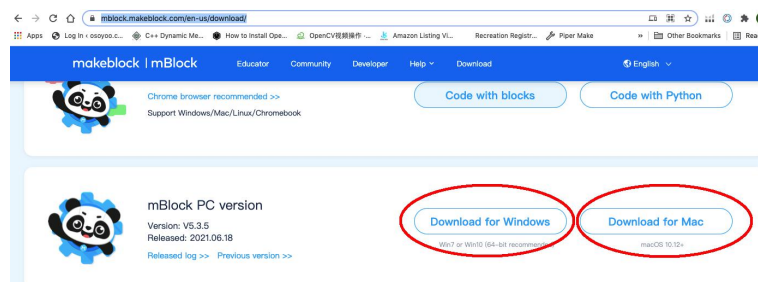 mblock.makeblock.com/en-us/download/
Apps Log In ‹ osoyoo.c... C++ Dynamic Me... How to Install Ope... OpenCV视频操作 -... Amazon Listing Vi... Recreation Registr... Piper Make » Other Bookmarks Rea
makeblock | mBlock Educator Community Developer Help Download English
Chrome browser recommended >>
Support Windows/Mac/Linux/Chromebook
Code with blocks Code with Python
mBlock PC version
Version: V5.3.5
Released: 2021.06.18
Released log >> Previous version >>
Download for Windows Download for Mac
Win7 or Win10 (64-bit recommende macOS 10.12+